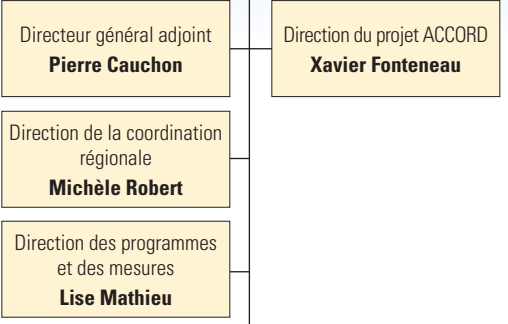 Directeur général adjoint
Pierre Cauchon
Direction du projet ACCORD
Xavier Fonteneau
Direction de la coordination
régionale
Michèle Robert
Direction des programmes
et des mesures
Lise Mathieu